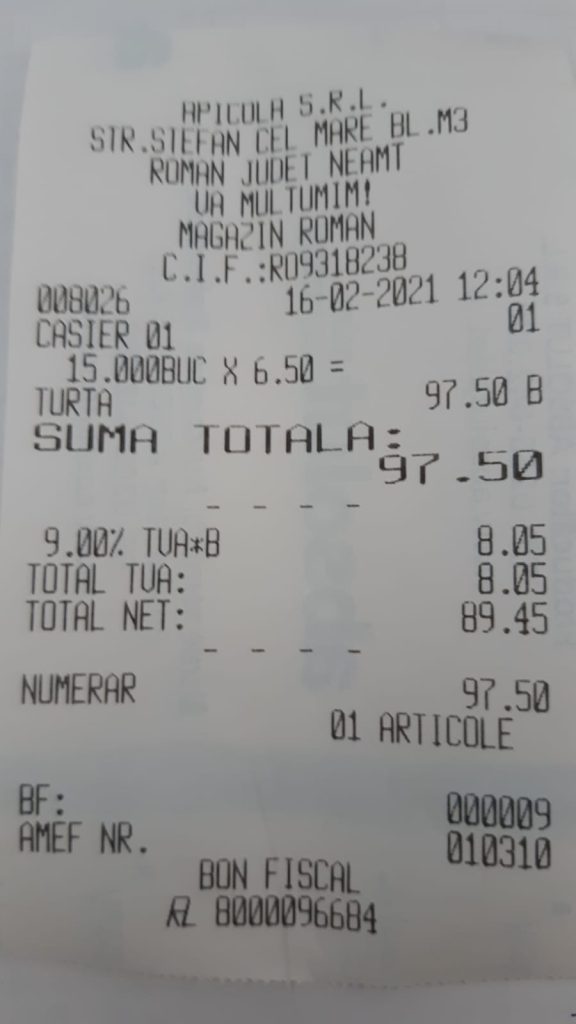 APICOLA S.R.L.
STR.STEFAN CEL MARE BL.M3
ROMAN JUDET NEAMT
VA MULTUMIM!
MAGAZIN ROMAN
C.I.F.:RO9318238
008026 16-02-2021 12:04
CASIER 01 01
15.000BUC X 6.50 =
TURTA 97.50 B
SUMA TOTALA:
97.50
- - - -
9.00% TVA*B 8.05
TOTAL TVA: 8.05
TOTAL NET: 89.45
- - - -
NUMERAR 97.50
01 ARTICOLE
BF: 000009
AMEF NR. 010310
BON FISCAL
8000096684